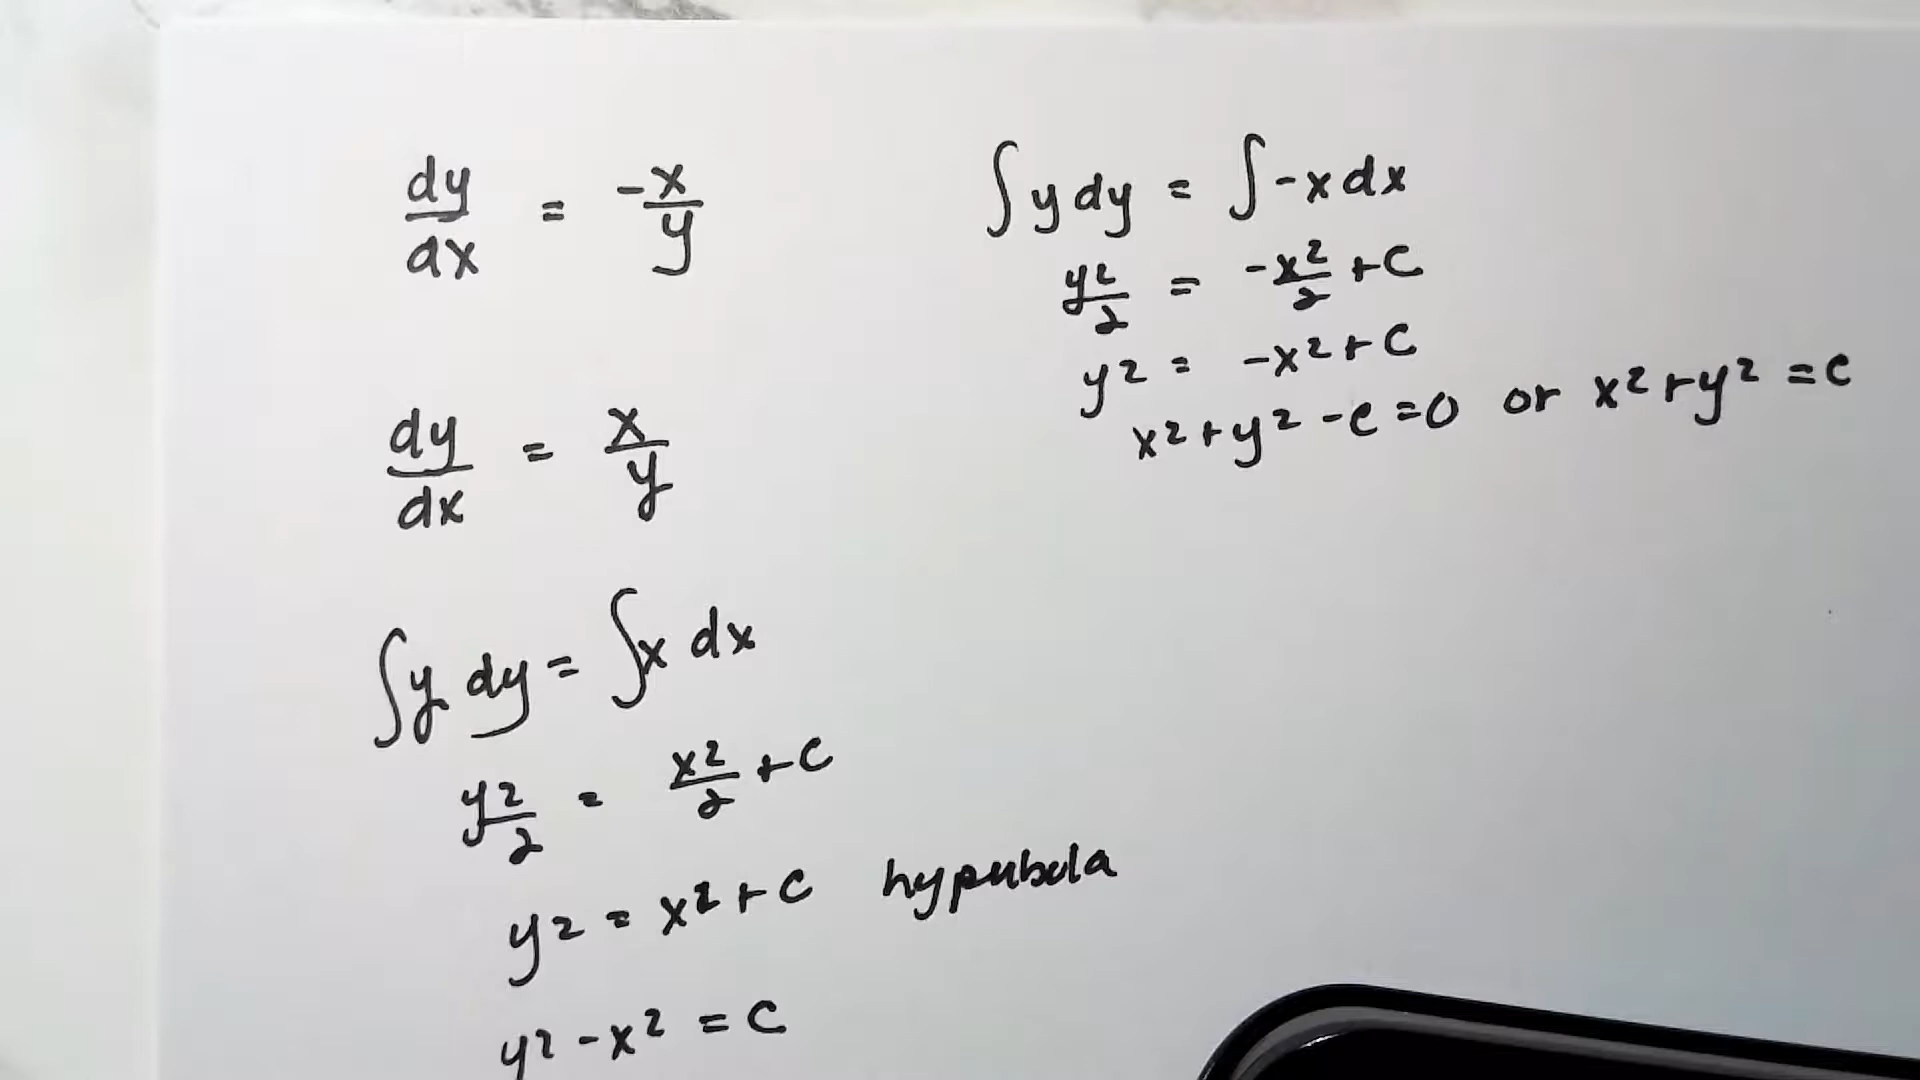 dy/dx = -x/y
dy/dx = x/y
∫y dy = ∫x dx
y²/2 = x²/2 + C
y² = x² + C hyperbola
y² - x² = C
∫y dy = ∫-x dx
y²/2 = -x²/2 + C
y² = -x² + C
x² + y² - c = 0 or x² + y² = c